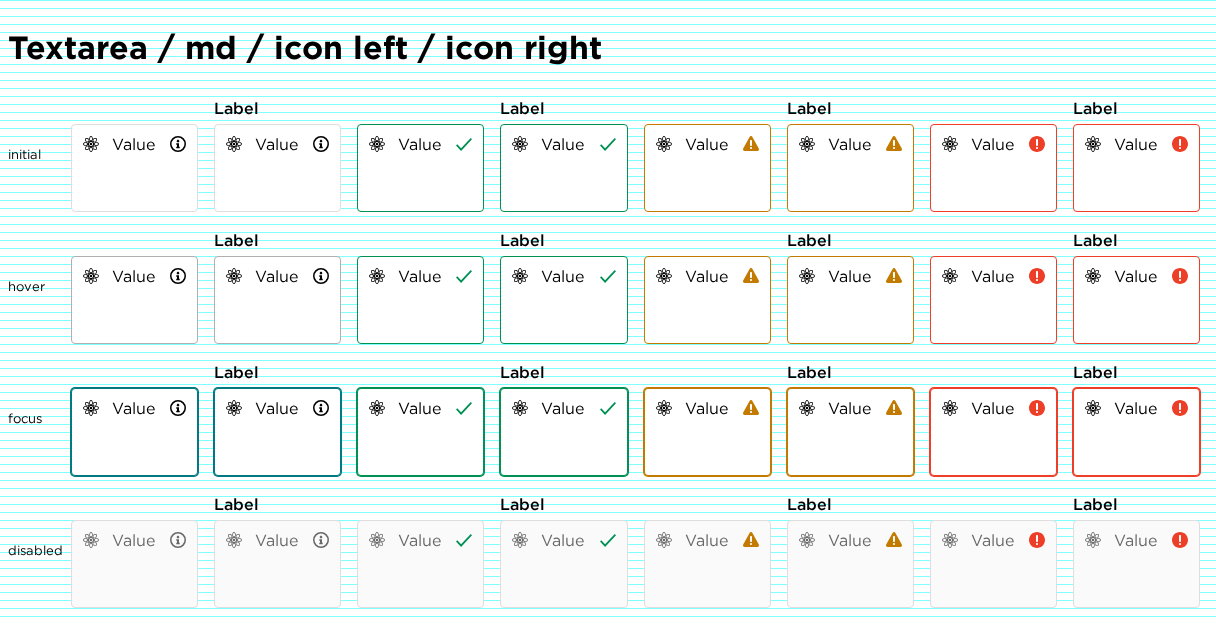 Textarea / md / icon left / icon right
Label Label Label Label
initial Value Value Value Value Value Value Value Value
Label Label Label Label
hover Value Value Value Value Value Value Value Value
Label Label Label Label
focus Value Value Value Value Value Value Value Value
Label Label Label Label
disabled Value Value Value Value Value Value Value Value